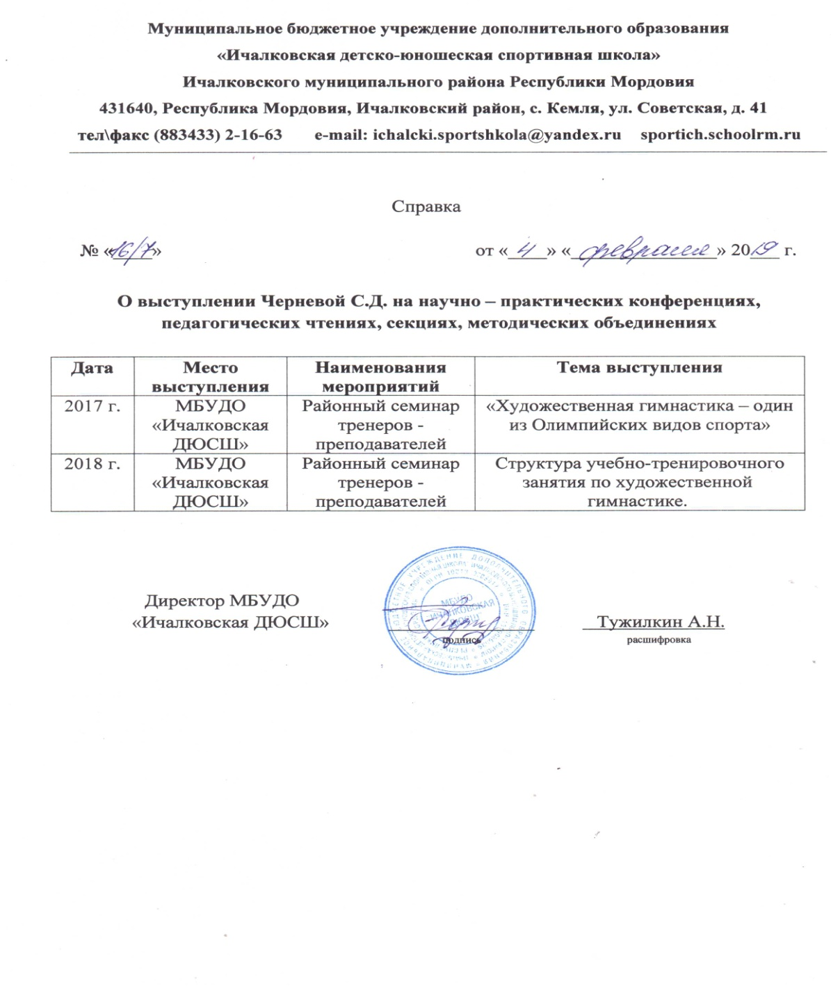 Муниципальное бюджетное учреждение дополнительного образования
«Ичалковская детско-юношеская спортивная школа»
Ичалковского муниципального района Республики Мордовия
431640, Республика Мордовия, Ичалковский район, с. Кемля, ул. Советская, д. 41
тел\факс (883433) 2-16-63 e-mail: ichalcki.sportshkola@yandex.ru sportich.schoolrm.ru
Справка
№ «16/7» от «4» «февраля» 2019 г.
О выступлении Черневой С.Д. на научно – практических конференциях,
педагогических чтениях, секциях, методических объединениях
Дата Место Наименования Тема выступления
выступления мероприятий
2017 г. МБУДО Районный семинар «Художественная гимнастика – один
«Ичалковская тренеров - из Олимпийских видов спорта»
ДЮСШ» преподавателей
2018 г. МБУДО Районный семинар Структура учебно-тренировочного
«Ичалковская тренеров - занятия по художественной
ДЮСШ» преподавателей гимнастике.
Директор МБУДО
«Ичалковская ДЮСШ» Тужилкин А.Н.
подпись расшифровка
МБУДО
ИЧАЛКОВСКАЯ
ДЮСШ